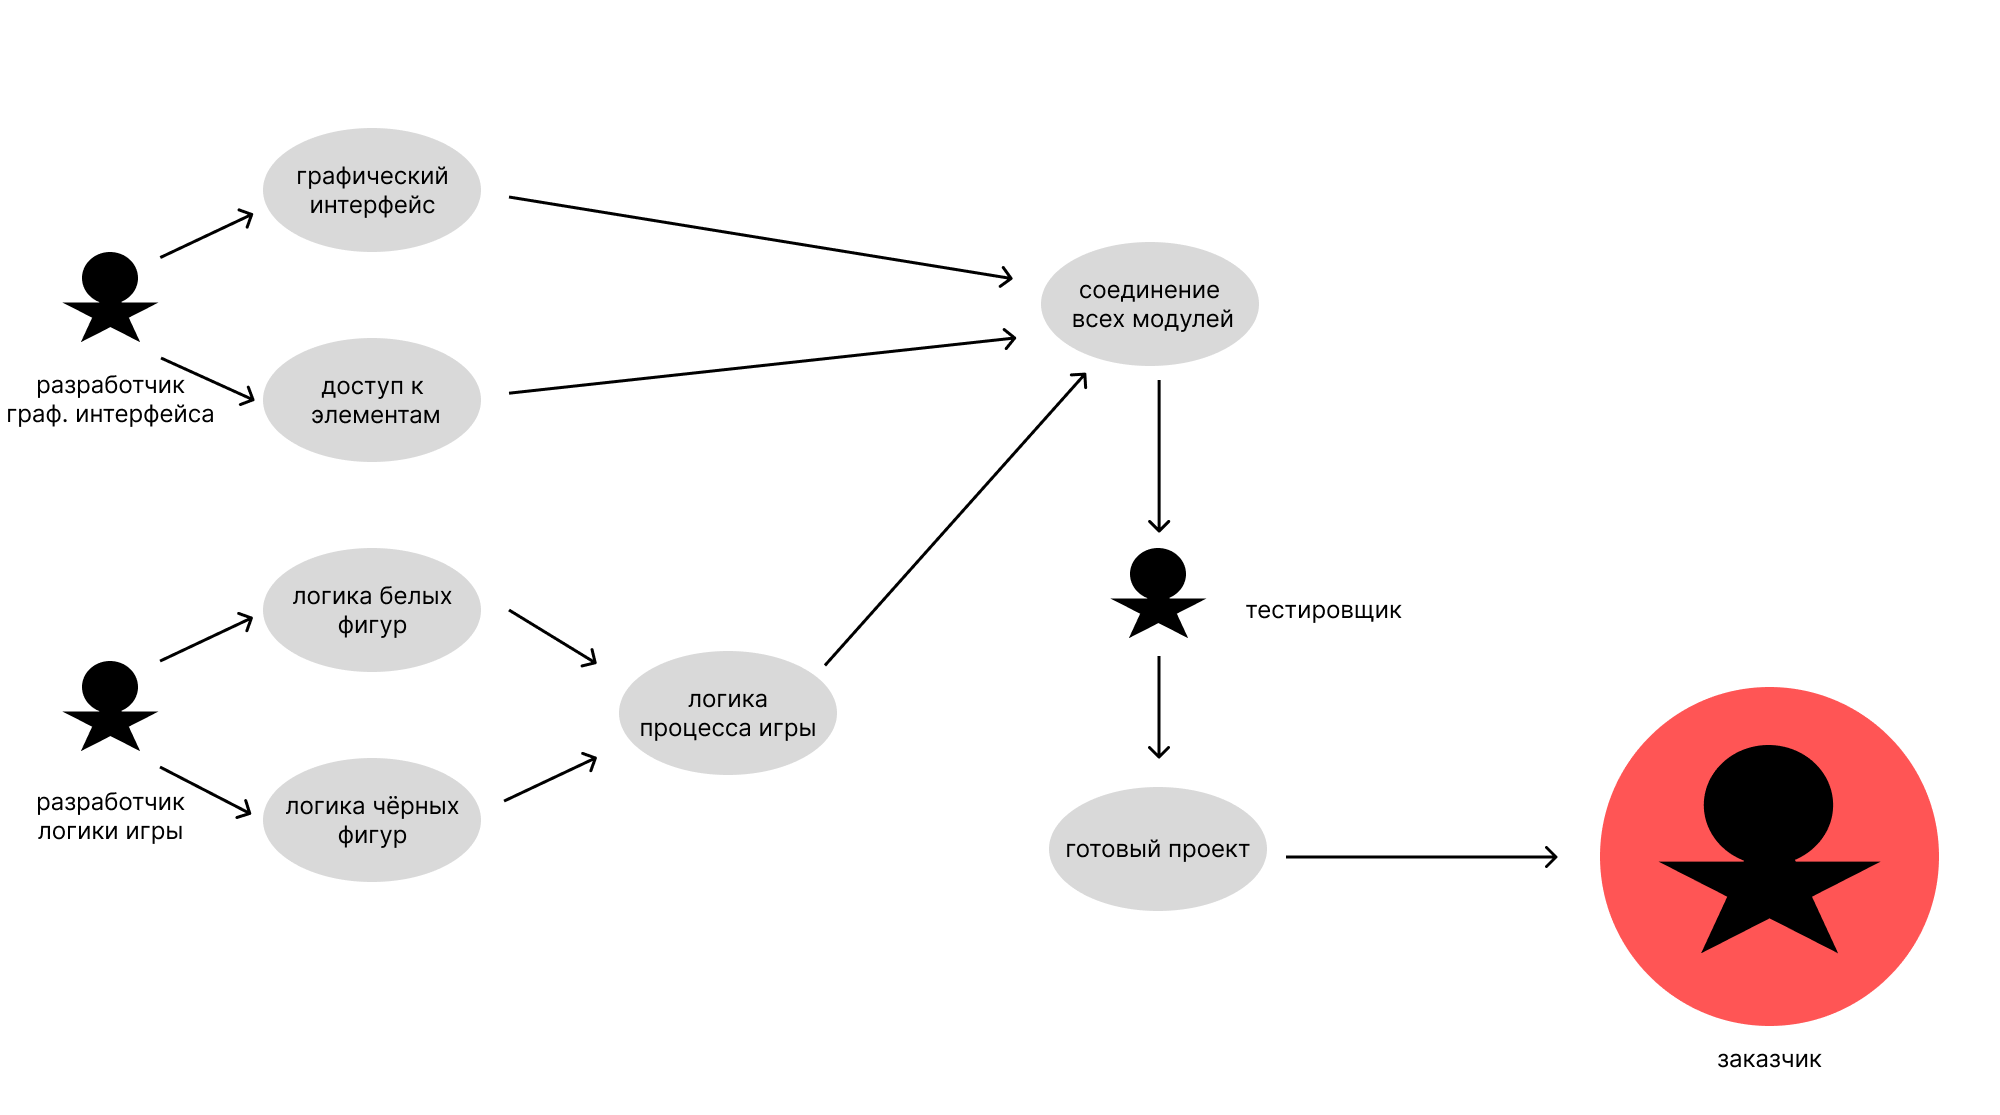 графический
интерфейс
разработчик
граф. интерфейса
доступ к
элементам
соединение
всех модулей
логика белых
фигур
разработчик
логики игры
логика чёрных
фигур
логика
процесса игры
тестировщик
готовый проект
заказчик